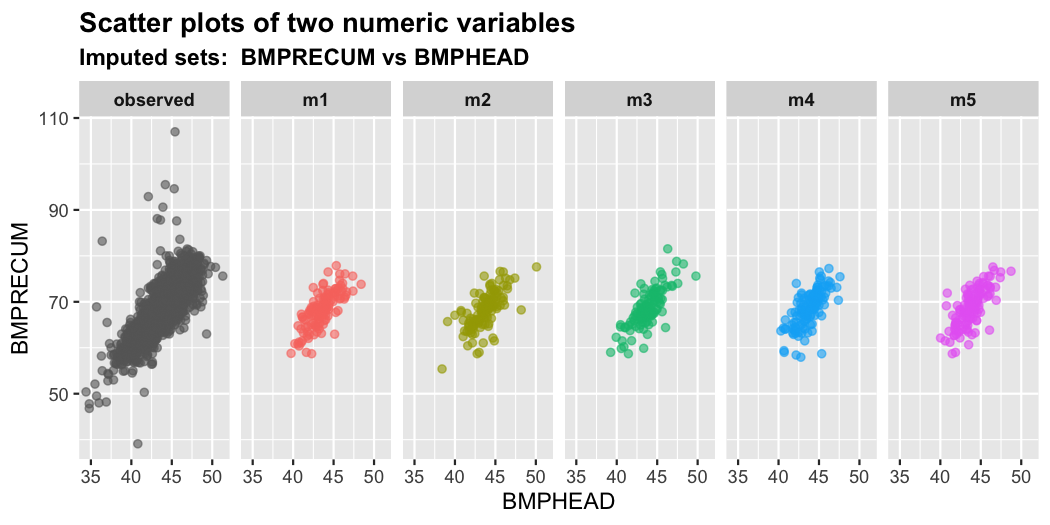 Scatter plots of two numeric variables
Imputed sets:  BMPRECUM vs BMPHEAD
observed m1 m2 m3 m4 m5
110
90
70
50
BMPRECUM
35 40 45 50 35 40 45 50 35 40 45 50 35 40 45 50 35 40 45 50 35 40 45 50
BMPHEAD